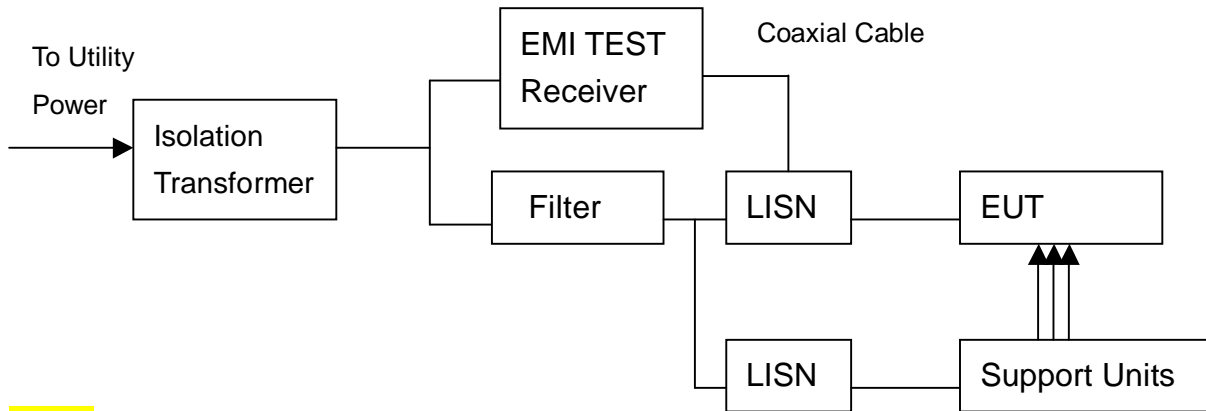 To Utility
Power
Isolation
Transformer
EMI TEST
Receiver
Coaxial Cable
Filter
LISN
EUT
LISN
Support Units